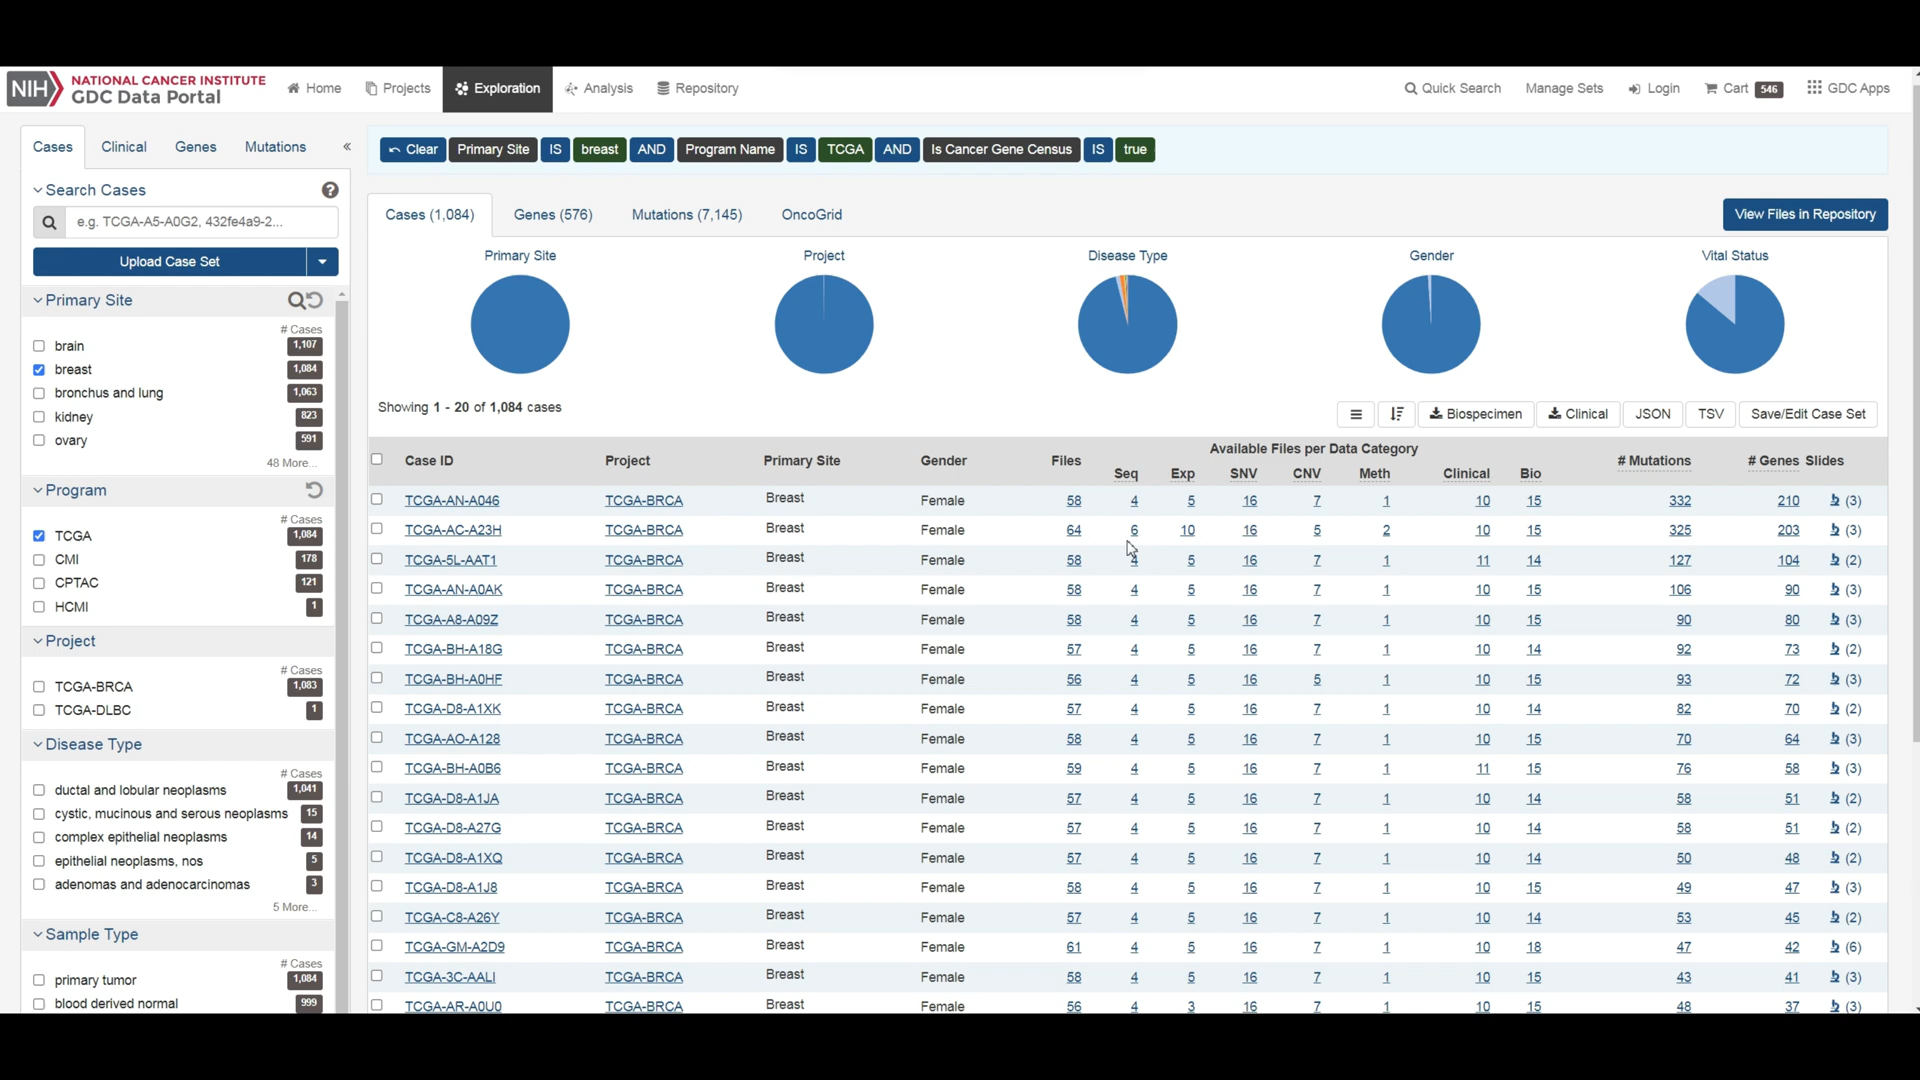 NIH NATIONAL CANCER INSTITUTE
GDC Data Portal
Home Projects Exploration Analysis Repository Quick Search Manage Sets Login Cart 546 GDC Apps
Cases Clinical Genes Mutations «
Search Cases ?
e.g. TCGA-A5-A0G2, 432fe4a9-2...
Upload Case Set
Primary Site
# Cases
brain 1,107
breast 1,084
bronchus and lung 1,063
kidney 823
ovary 591
48 More...
Program
# Cases
TCGA 1,084
CMI 178
CPTAC 121
HCMI 1
Project
# Cases
TCGA-BRCA 1,083
TCGA-DLBC 1
Disease Type
# Cases
ductal and lobular neoplasms 1,041
cystic, mucinous and serous neoplasms 15
complex epithelial neoplasms 14
epithelial neoplasms, nos 5
adenomas and adenocarcinomas 3
5 More...
Sample Type
# Cases
primary tumor 1,084
blood derived normal 999
Clear Primary Site IS breast AND Program Name IS TCGA AND Is Cancer Gene Census IS true
Cases (1,084) Genes (576) Mutations (7,145) OncoGrid View Files in Repository
Primary Site Project Disease Type Gender Vital Status
Showing 1 - 20 of 1,084 cases
Biospecimen Clinical JSON TSV Save/Edit Case Set
Available Files per Data Category
Case ID Project Primary Site Gender Files Seq Exp SNV CNV Meth Clinical Bio # Mutations # Genes Slides
TCGA-AN-A046 TCGA-BRCA Breast Female 58 4 5 16 7 1 10 15 332 210 (3)
TCGA-AC-A23H TCGA-BRCA Breast Female 64 6 10 16 5 2 10 15 325 203 (3)
TCGA-5L-AAT1 TCGA-BRCA Breast Female 58 4 5 16 7 1 11 14 127 104 (2)
TCGA-AN-A0AK TCGA-BRCA Breast Female 58 4 5 16 7 1 10 15 106 90 (3)
TCGA-A8-A09Z TCGA-BRCA Breast Female 58 4 5 16 7 1 10 15 90 80 (3)
TCGA-BH-A18G TCGA-BRCA Breast Female 57 4 5 16 7 1 10 14 92 73 (2)
TCGA-BH-A0HF TCGA-BRCA Breast Female 56 4 5 16 5 1 10 15 93 72 (3)
TCGA-D8-A1XK TCGA-BRCA Breast Female 57 4 5 16 7 1 10 14 82 70 (2)
TCGA-AO-A128 TCGA-BRCA Breast Female 58 4 5 16 7 1 10 15 70 64 (3)
TCGA-BH-A0B6 TCGA-BRCA Breast Female 59 4 5 16 7 1 11 15 76 58 (3)
TCGA-D8-A1JA TCGA-BRCA Breast Female 57 4 5 16 7 1 10 14 58 51 (2)
TCGA-D8-A27G TCGA-BRCA Breast Female 57 4 5 16 7 1 10 14 58 51 (2)
TCGA-D8-A1XQ TCGA-BRCA Breast Female 57 4 5 16 7 1 10 14 50 48 (2)
TCGA-D8-A1J8 TCGA-BRCA Breast Female 58 4 5 16 7 1 10 15 49 47 (3)
TCGA-C8-A26Y TCGA-BRCA Breast Female 57 4 5 16 7 1 10 14 53 45 (2)
TCGA-GM-A2D9 TCGA-BRCA Breast Female 61 4 5 16 7 1 10 18 47 42 (6)
TCGA-3C-AALI TCGA-BRCA Breast Female 58 4 5 16 7 1 10 15 43 41 (3)
TCGA-AR-A0U0 TCGA-BRCA Breast Female 56 4 3 16 7 1 10 15 48 37 (3)